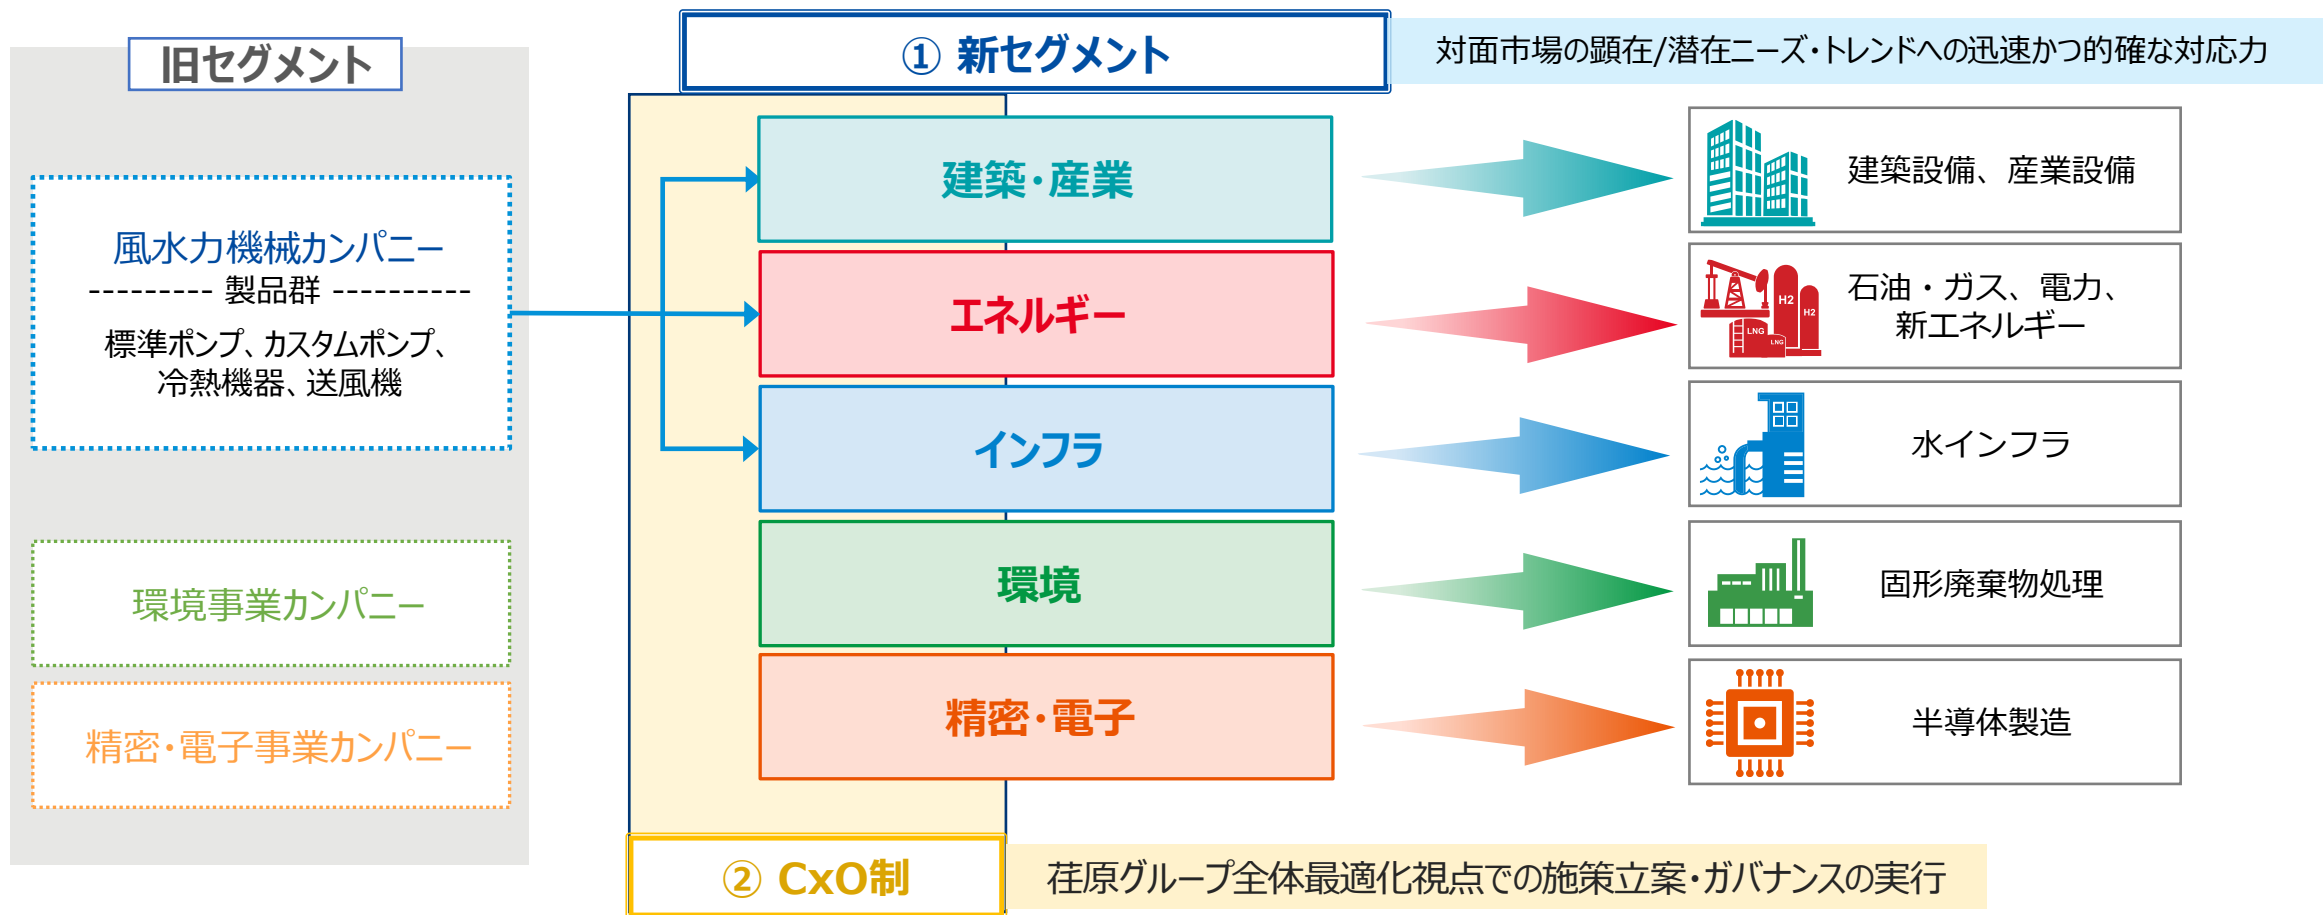 旧セグメント
風水力機械カンパニー
--------- 製品群 ----------
標準ポンプ、カスタムポンプ、
冷熱機器、送風機
環境事業カンパニー
精密・電子事業カンパニー
① 新セグメント
対面市場の顕在/潜在ニーズ・トレンドへの迅速かつ的確な対応力
建築・産業
建築設備、産業設備
エネルギー
H2
H2
LNG
LNG
石油・ガス、電力、
新エネルギー
インフラ
水インフラ
環境
固形廃棄物処理
精密・電子
半導体製造
② CxO制
荏原グループ全体最適化視点での施策立案・ガバナンスの実行